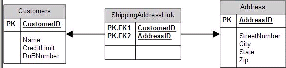 Customers
PK CustomerID
Name
CreditLimit
DutNumber
ShippingAddressLink
PK,FK1 CustomerID
PK,FK2 AddressID
Address
PK AddressID
StreetNumber
City
State
Zip